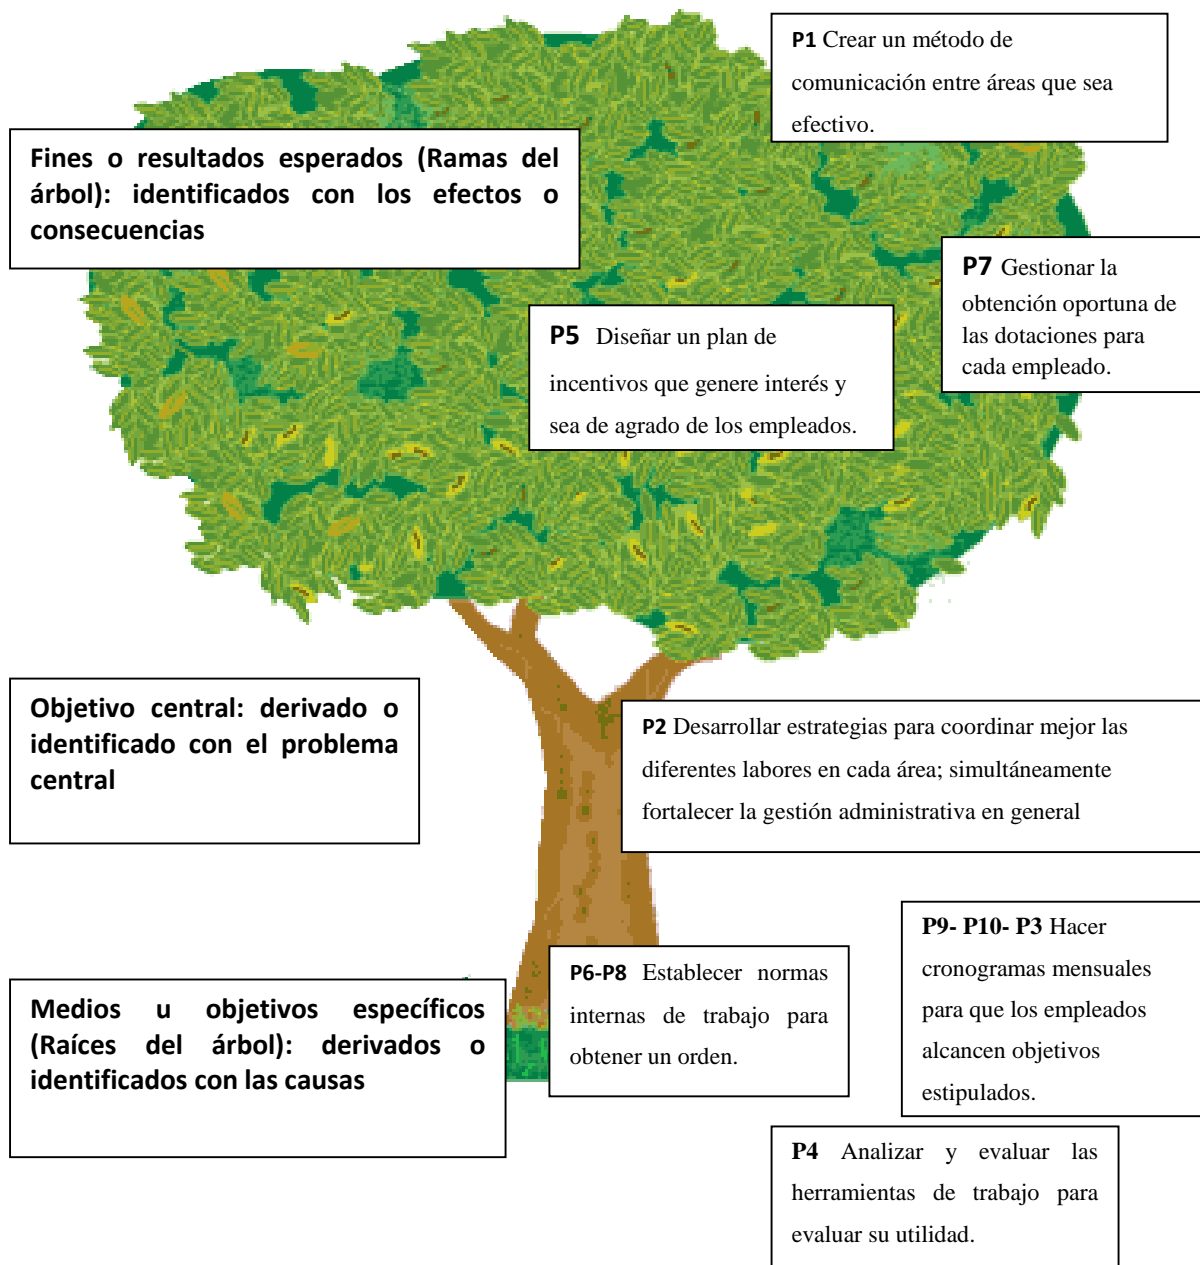 P1 Crear un método de
comunicación entre áreas que sea
efectivo.
Fines o resultados esperados (Ramas del
árbol): identificados con los efectos o
consecuencias
P7 Gestionar la
obtención oportuna de
las dotaciones para
cada empleado.
P5 Diseñar un plan de
incentivos que genere interés y
sea de agrado de los empleados.
Objetivo central: derivado o
identificado con el problema
central
P2 Desarrollar estrategias para coordinar mejor las
diferentes labores en cada área; simultáneamente
fortalecer la gestión administrativa en general
P9- P10- P3 Hacer
cronogramas mensuales
para que los empleados
alcancen objetivos
estipulados.
P6-P8 Establecer normas
internas de trabajo para
obtener un orden.
Medios u objetivos específicos
(Raíces del árbol): derivados o
identificados con las causas
P4 Analizar y evaluar las
herramientas de trabajo para
evaluar su utilidad.